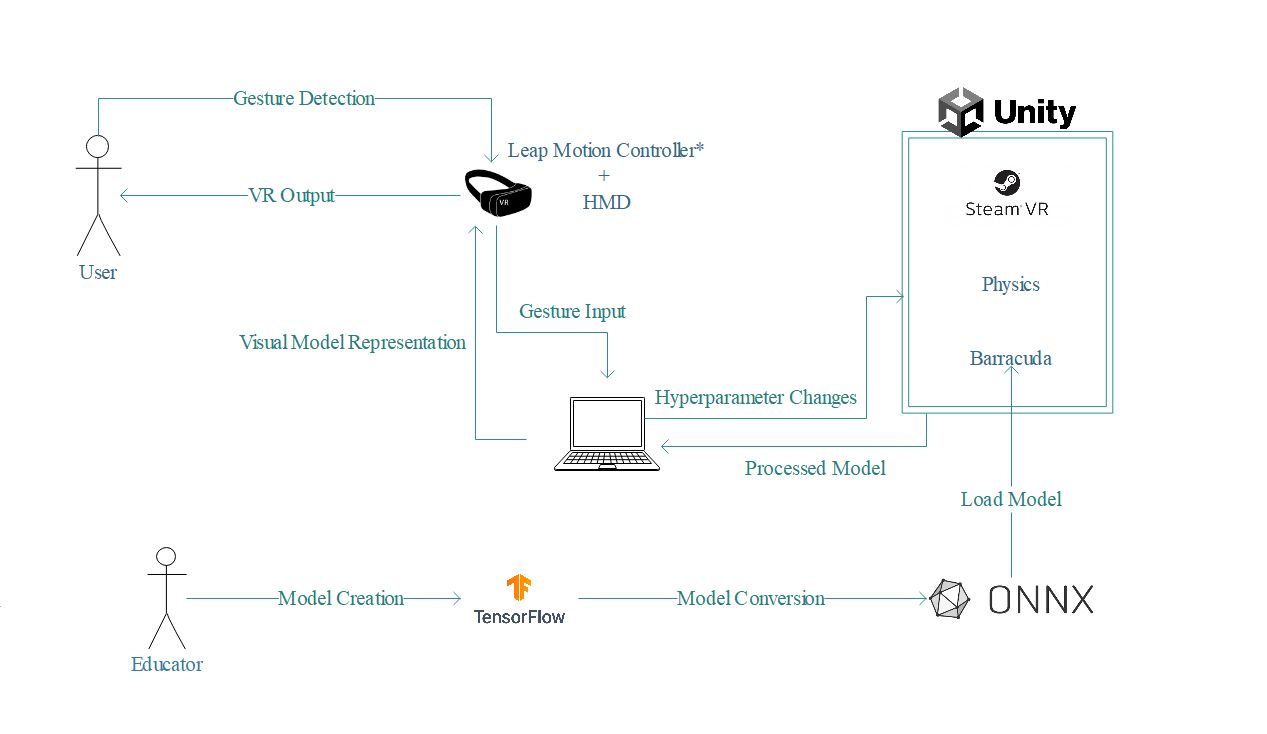 Gesture Detection
Unity
Leap Motion Controller*
+
HMD
VR
VR Output
User
Steam VR
Physics
Gesture Input
Visual Model Representation
Barracuda
Hyperparameter Changes
Processed Model
Load Model
Model Creation
TensorFlow
Model Conversion
ONNX
Educator